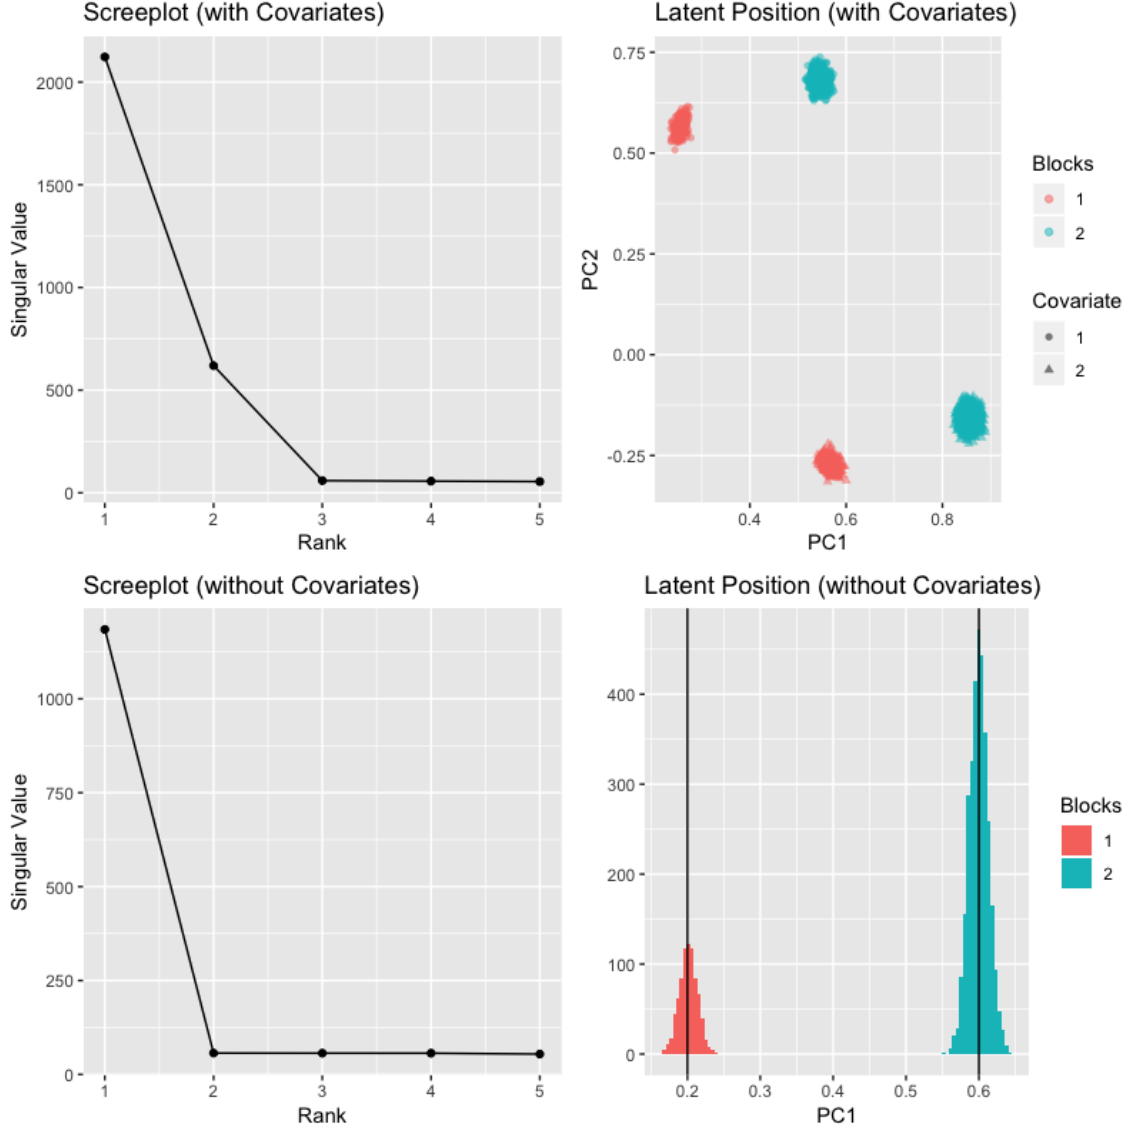 Screeplot (with Covariates)
2000
1500
1000
500
0
1 2 3 4 5
Rank
Singular Value
Latent Position (with Covariates)
0.75
0.50
0.25
0.00
-0.25
0.4 0.6 0.8
PC1
PC2
Blocks
1
2
Covariate
1
2
Screeplot (without Covariates)
1000
750
500
250
0
1 2 3 4 5
Rank
Singular Value
Latent Position (without Covariates)
400
300
200
100
0
0.2 0.3 0.4 0.5 0.6
PC1
Blocks
1
2